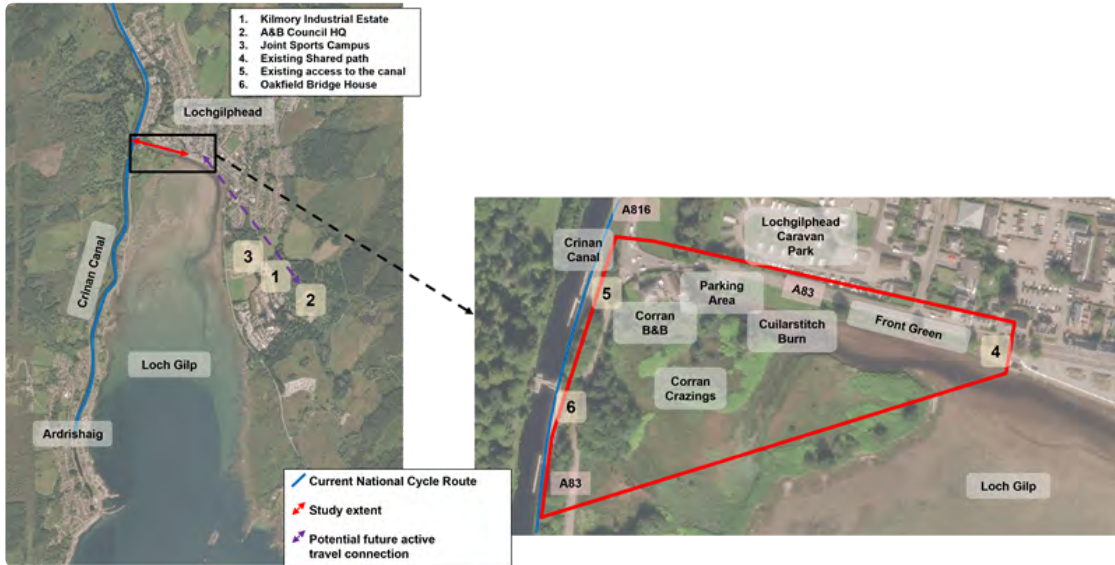 1. Kilmory Industrial Estate
2. A&B Council HQ
3. Joint Sports Campus
4. Existing Shared path
5. Existing access to the canal
6. Oakfield Bridge House
Lochgilphead
Crinan Canal
3
1
2
Loch Gilp
Ardrishaig
Current National Cycle Route
Study extent
Potential future active
travel connection
A816
Crinan
Canal
Lochgilphead
Caravan
Park
5
Parking
Area
A83
Corran
B&B
Cuilarstitch
Burn
Front Green
4
Corran
Crazings
6
A83
Loch Gilp